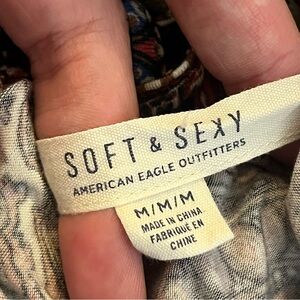 SOFT & SEXY
AMERICAN EAGLE OUTFITTERS
M/M/M
MADE IN CHINA
FABRIQUÉ EN
CHINE